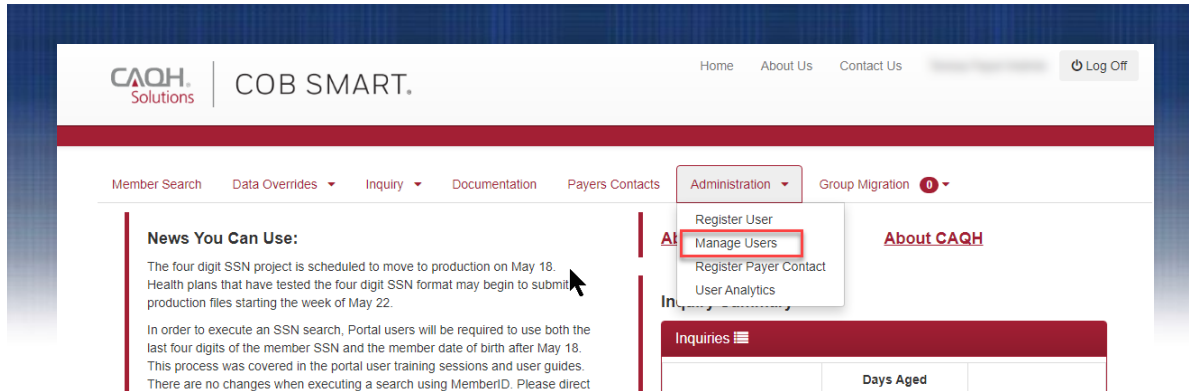 Home About Us Contact Us Log Off
CAQH. Solutions COB SMART.
Member Search Data Overrides Inquiry Documentation Payers Contacts Administration Group Migration 0
Register User
Manage Users
Register Payer Contact
User Analytics
News You Can Use:
The four digit SSN project is scheduled to move to production on May 18.
Health plans that have tested the four digit SSN format may begin to submit
production files starting the week of May 22.
In order to execute an SSN search, Portal users will be required to use both the
last four digits of the member SSN and the member date of birth after May 18.
This process was covered in the portal user training sessions and user guides.
There are no changes when executing a search using MemberID. Please direct
About CAQH
Inquiry Summary
Inquiries
Days Aged